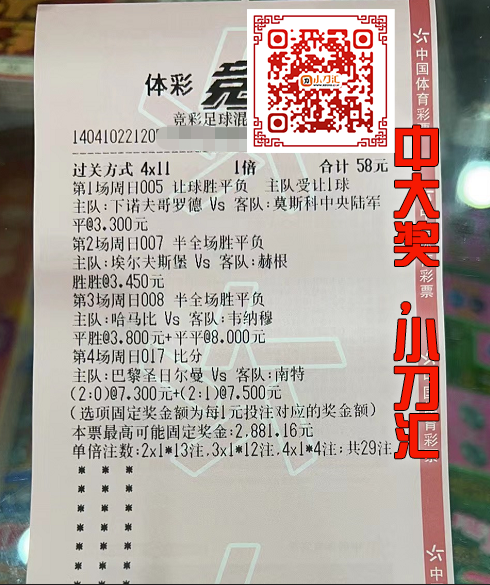 体彩 竞
小刀汇
竞彩足球混
14041022120
过关方式 4x11 1倍 合计 58元
第1场周日005 让球胜平负 主队受让1球
主队:下诺夫哥罗德 Vs 客队:莫斯科中央陆军
平@3.300元
第2场周日007 半全场胜平负
主队:埃尔夫斯堡 Vs 客队:赫根
胜胜@3.450元
第3场周日008 半全场胜平负
主队:哈马比 Vs 客队:韦纳穆
平胜@3.800元+平平@8.000元
第4场周日017 比分
主队:巴黎圣日尔曼 Vs 客队:南特
(2:0)@7.300元+(2:1)@7.500元
(选项固定奖金额为每1元投注对应的奖金额)
本票最高可能固定奖金:2,881.16元
单倍注数:2x1*13注,3x1*12注,4x1*4注;共29注
中国体育彩票
中大奖,小刀汇
彩票
体育彩票
中